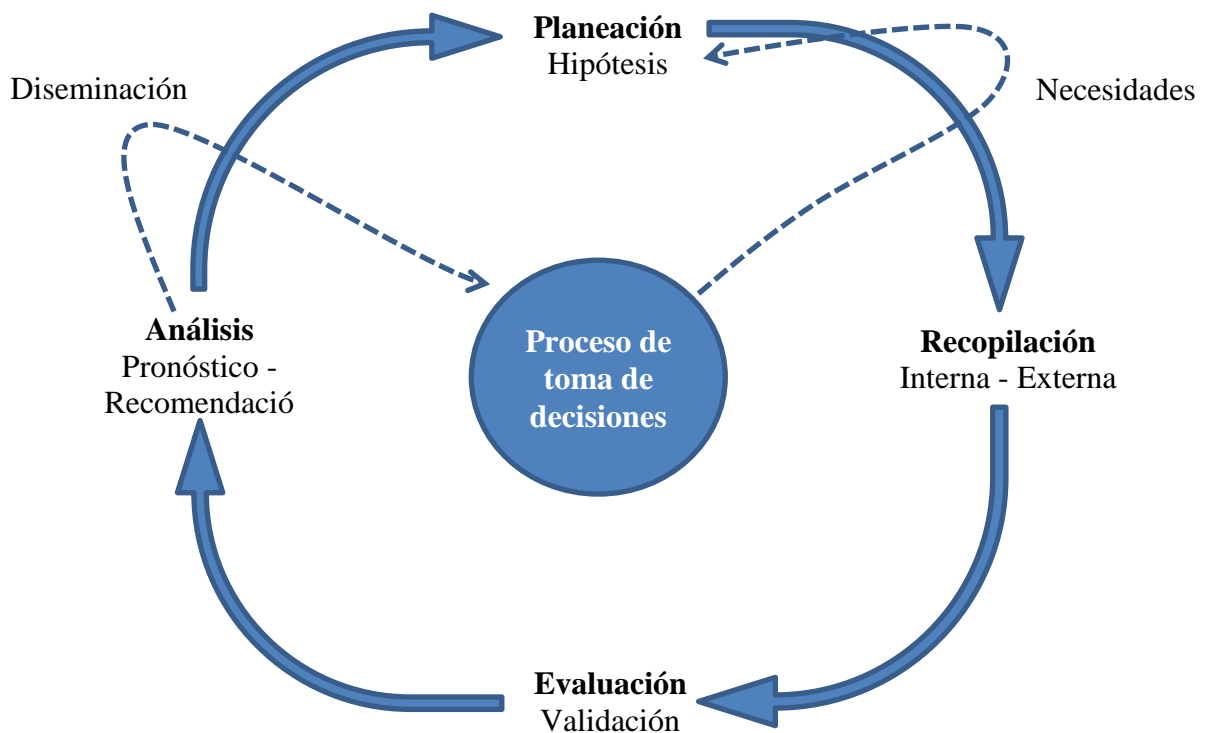 Planeación
Hipótesis
Diseminación
Necesidades
Análisis
Pronóstico -
Recomendació
Proceso de
toma de
decisiones
Recopilación
Interna - Externa
Evaluación
Validación